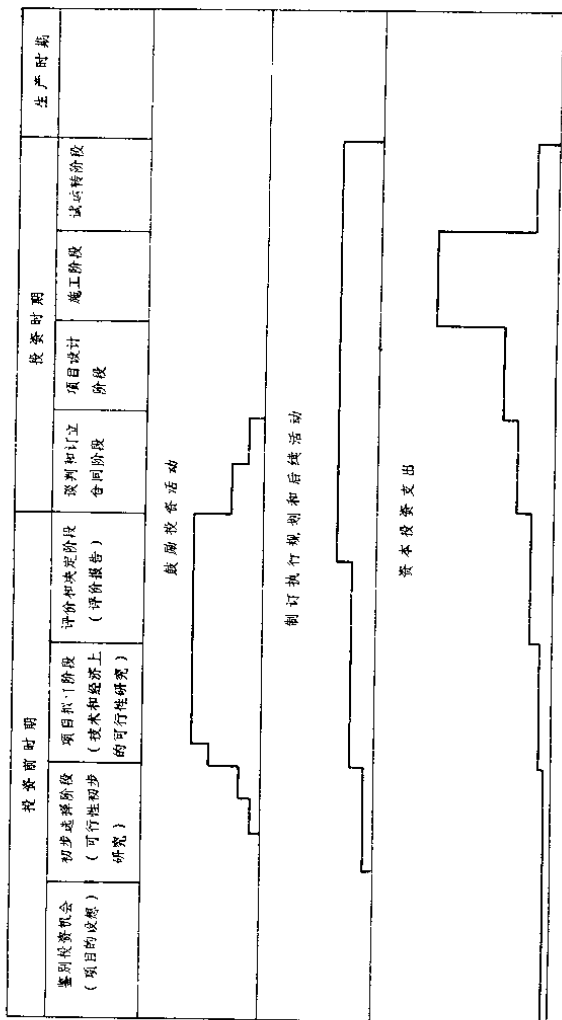 投资前时期
投资时期
生产时期
鉴别投资机会
（项目的设想）
初步选择阶段
（可行性初步
研究）
项目拟订阶段
（技术和经济上
的可行性研究）
评价和决定阶段
（评价报告）
谈判和订立
合同阶段
项目设计
阶段
施工阶段
试运转阶段
鼓励投资活动
制订执行规划和后续活动
资本投资支出